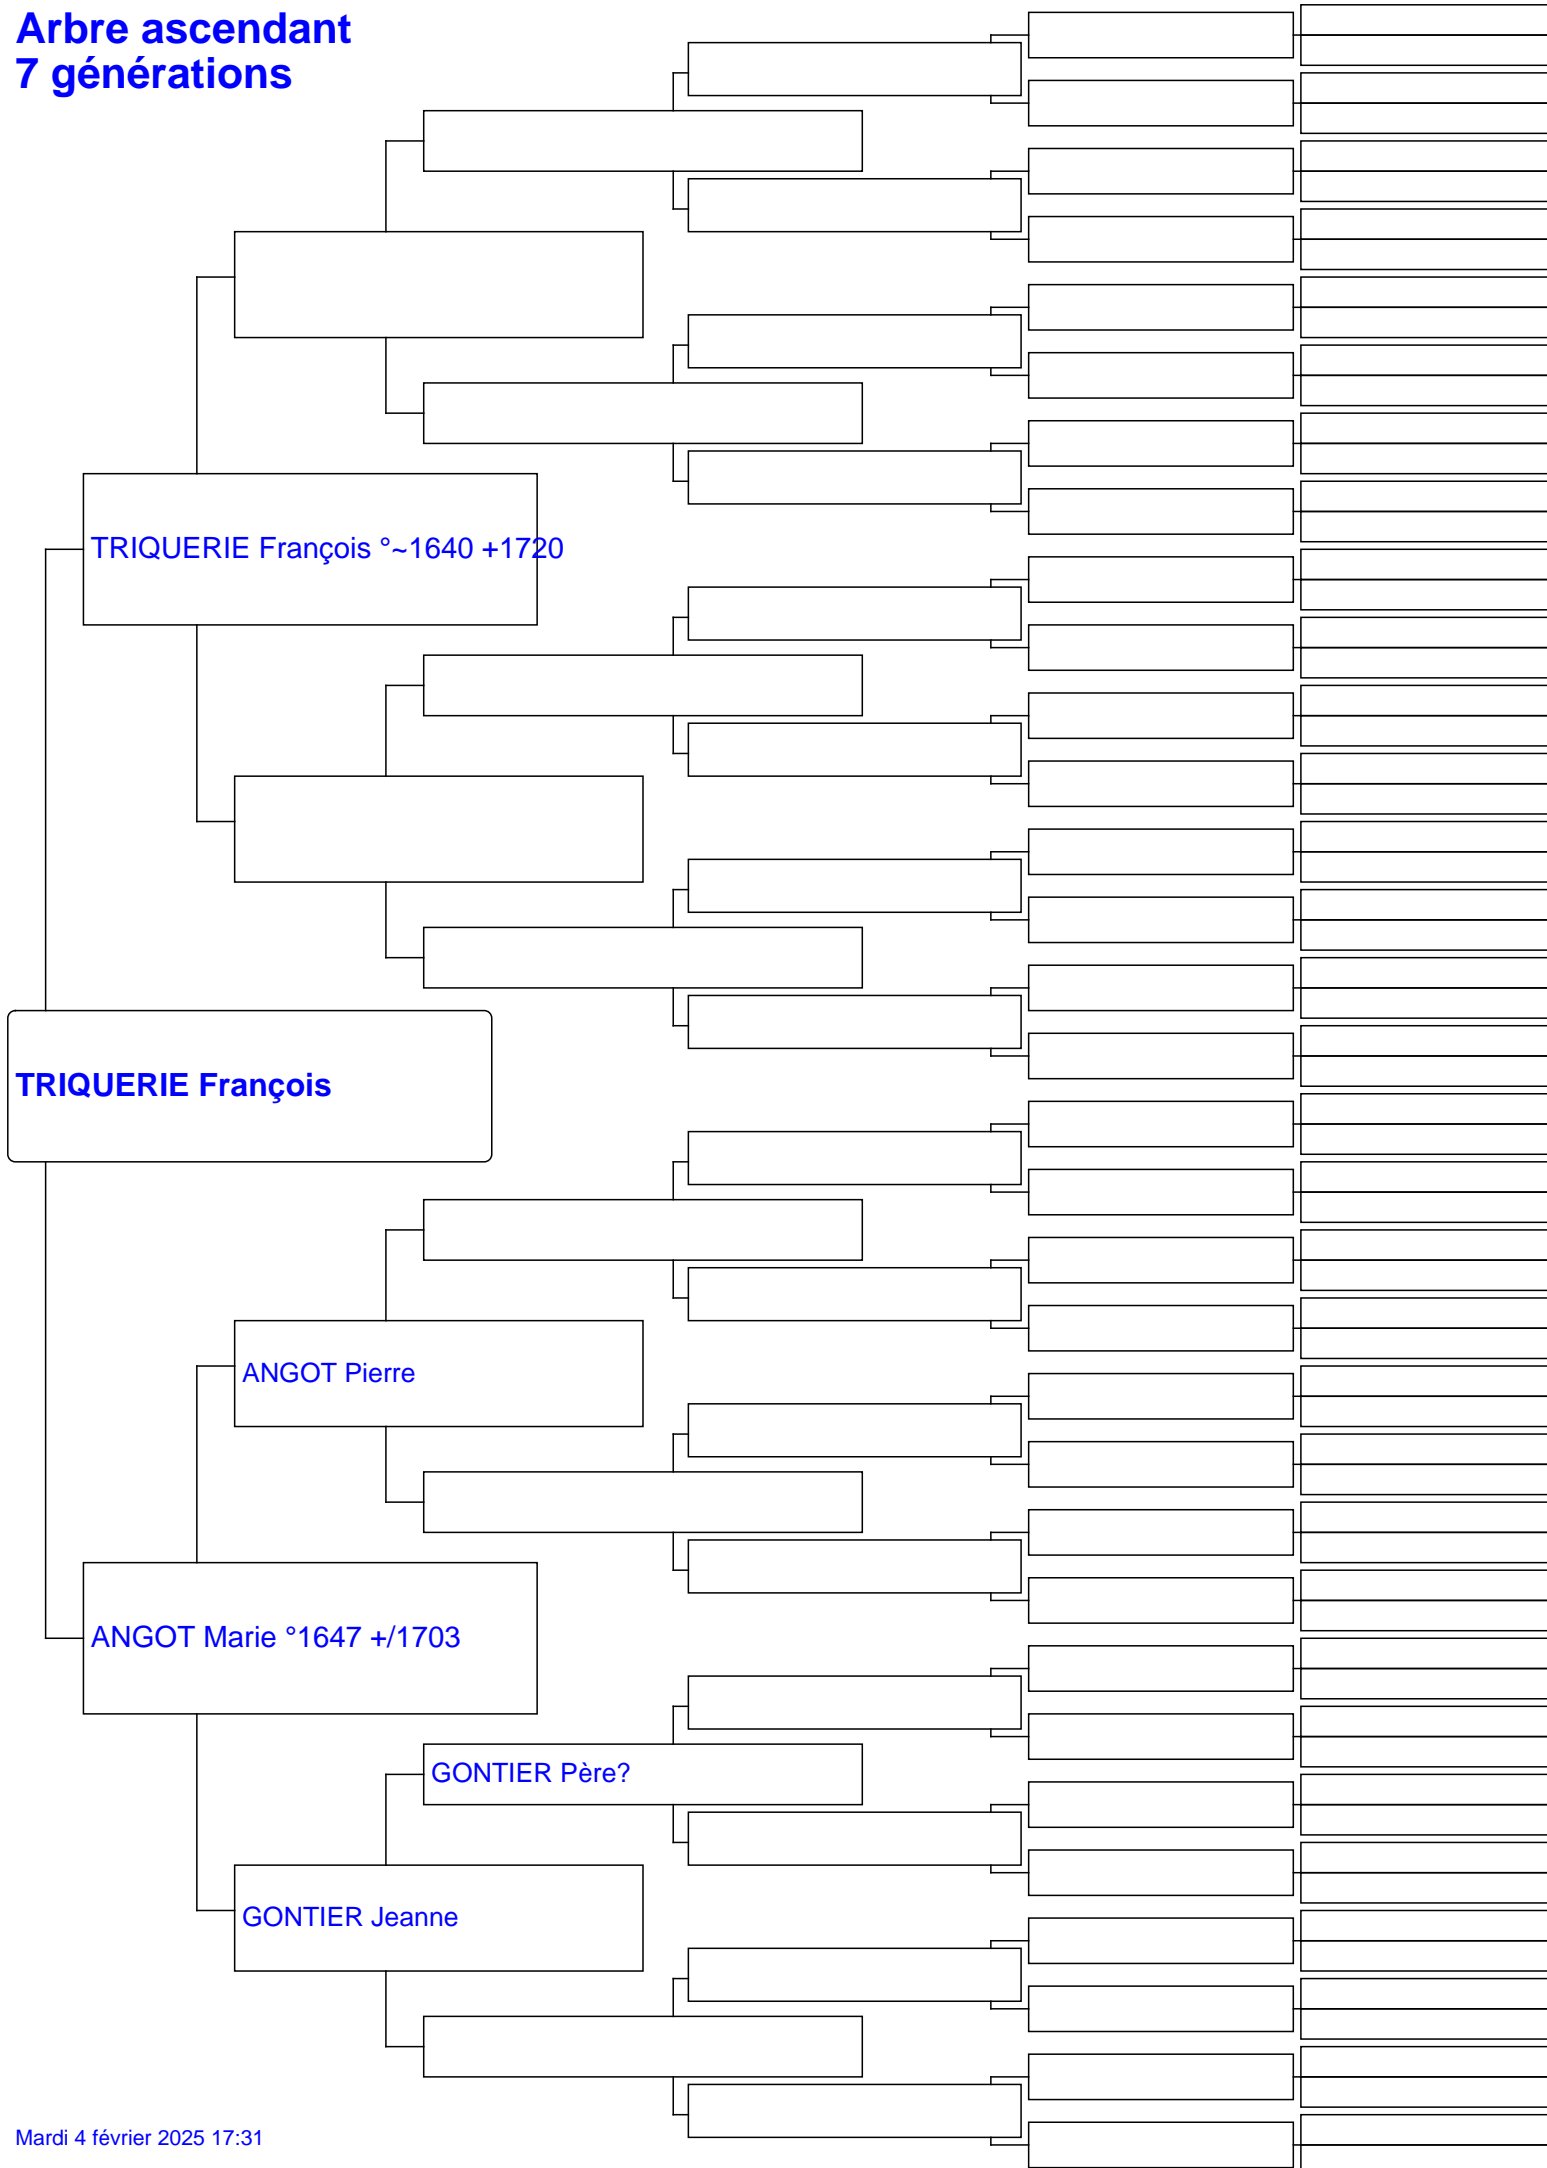 Arbre ascendant
7 générations
TRIQUERIE François °~1640 +1720
TRIQUERIE François
ANGOT Pierre
ANGOT Marie °1647 +/1703
GONTIER Père?
GONTIER Jeanne
Mardi 4 février 2025 17:31